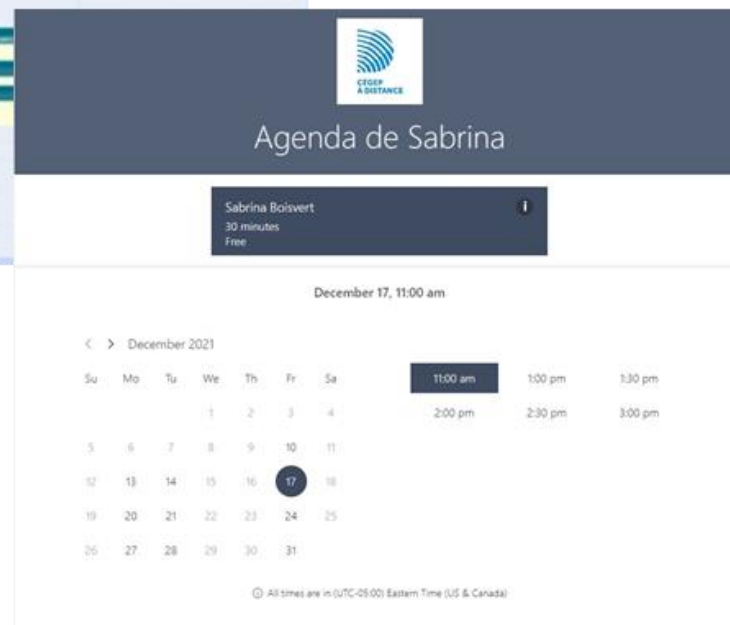 CÉGEP
À DISTANCE
Agenda de Sabrina
Sabrina Boisvert
30 minutes
Free
December 17, 11:00 am
December 2021
Su Mo Tu We Th Fr Sa
1 2 3 4
5 6 7 8 9 10 11
12 13 14 15 16 17 18
19 20 21 22 23 24 25
26 27 28 29 30 31
11:00 am 1:00 pm 1:30 pm
2:00 pm 2:30 pm 3:00 pm
All times are in (UTC-05:00) Eastern Time (US & Canada)